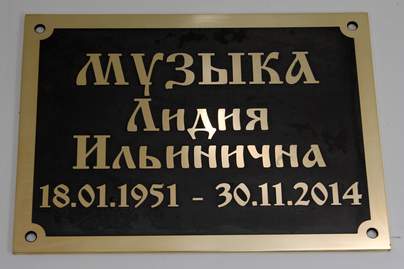 МУЗЫКА
Лидия
Ильинична
18.01.1951 - 30.11.2014